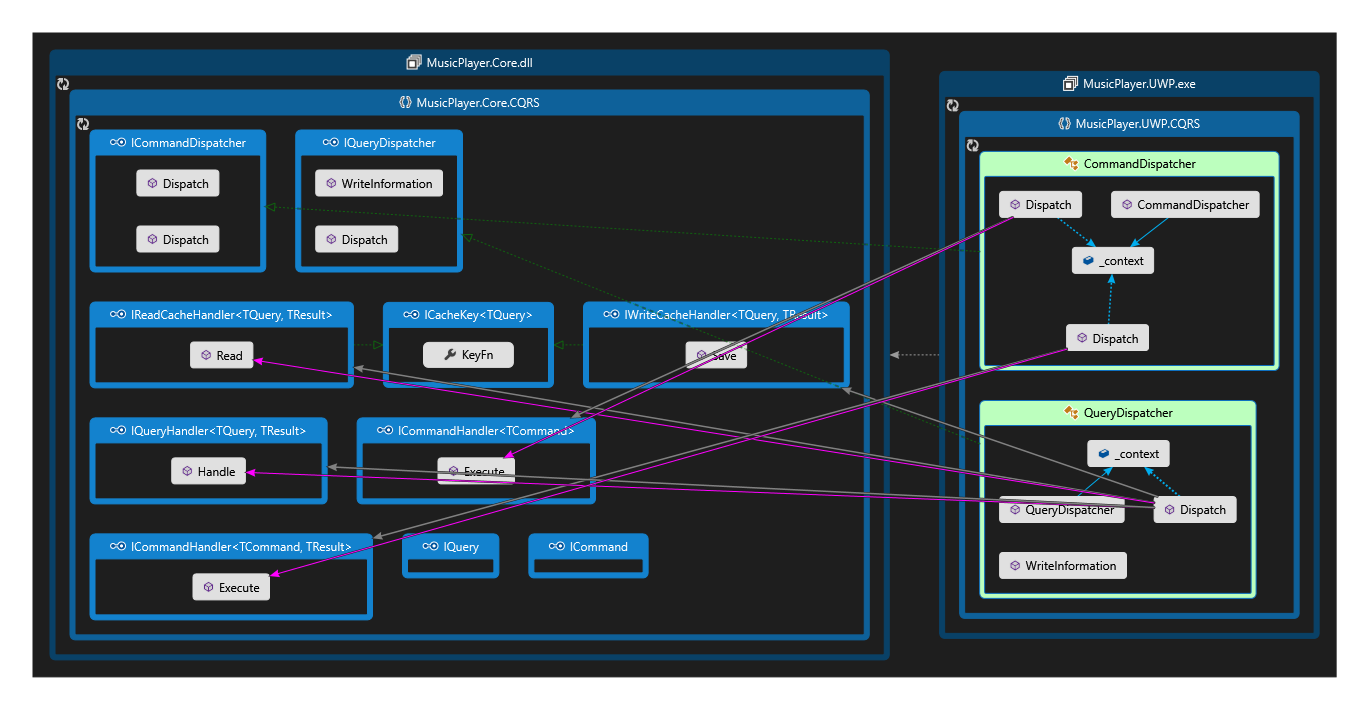 MusicPlayer.Core.dll
MusicPlayer.Core.CQRS
ICommandDispatcher
Dispatch
Dispatch
IQueryDispatcher
WriteInformation
Dispatch
IReadCacheHandler<TQuery, TResult>
Read
ICacheKey<TQuery>
KeyFn
IWriteCacheHandler<TQuery, TResult>
Save
IQueryHandler<TQuery, TResult>
Handle
ICommandHandler<TCommand>
Execute
ICommandHandler<TCommand, TResult>
Execute
IQuery
ICommand
MusicPlayer.UWP.exe
MusicPlayer.UWP.CQRS
CommandDispatcher
Dispatch
CommandDispatcher
_context
Dispatch
QueryDispatcher
_context
QueryDispatcher
Dispatch
WriteInformation